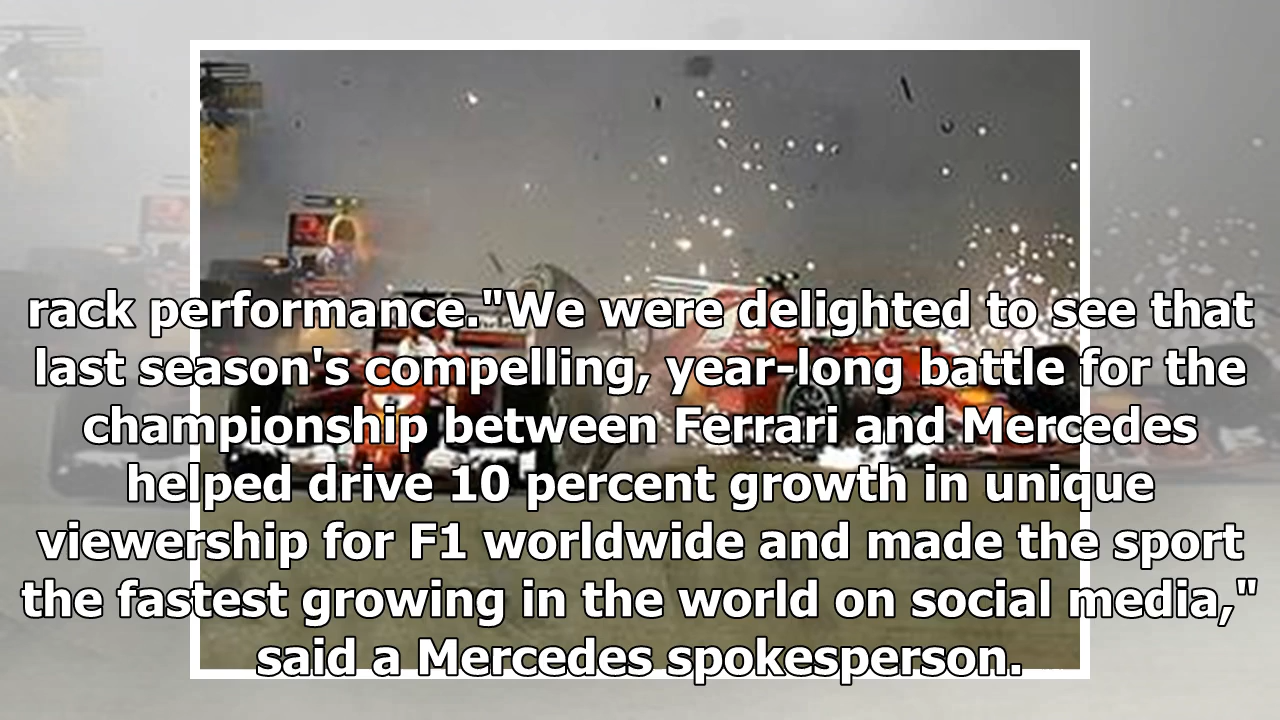 rack performance."We were delighted to see that
last season's compelling, year-long battle for the
championship between Ferrari and Mercedes
helped drive 10 percent growth in unique
viewership for F1 worldwide and made the sport
the fastest growing in the world on social media,"
said a Mercedes spokesperson.